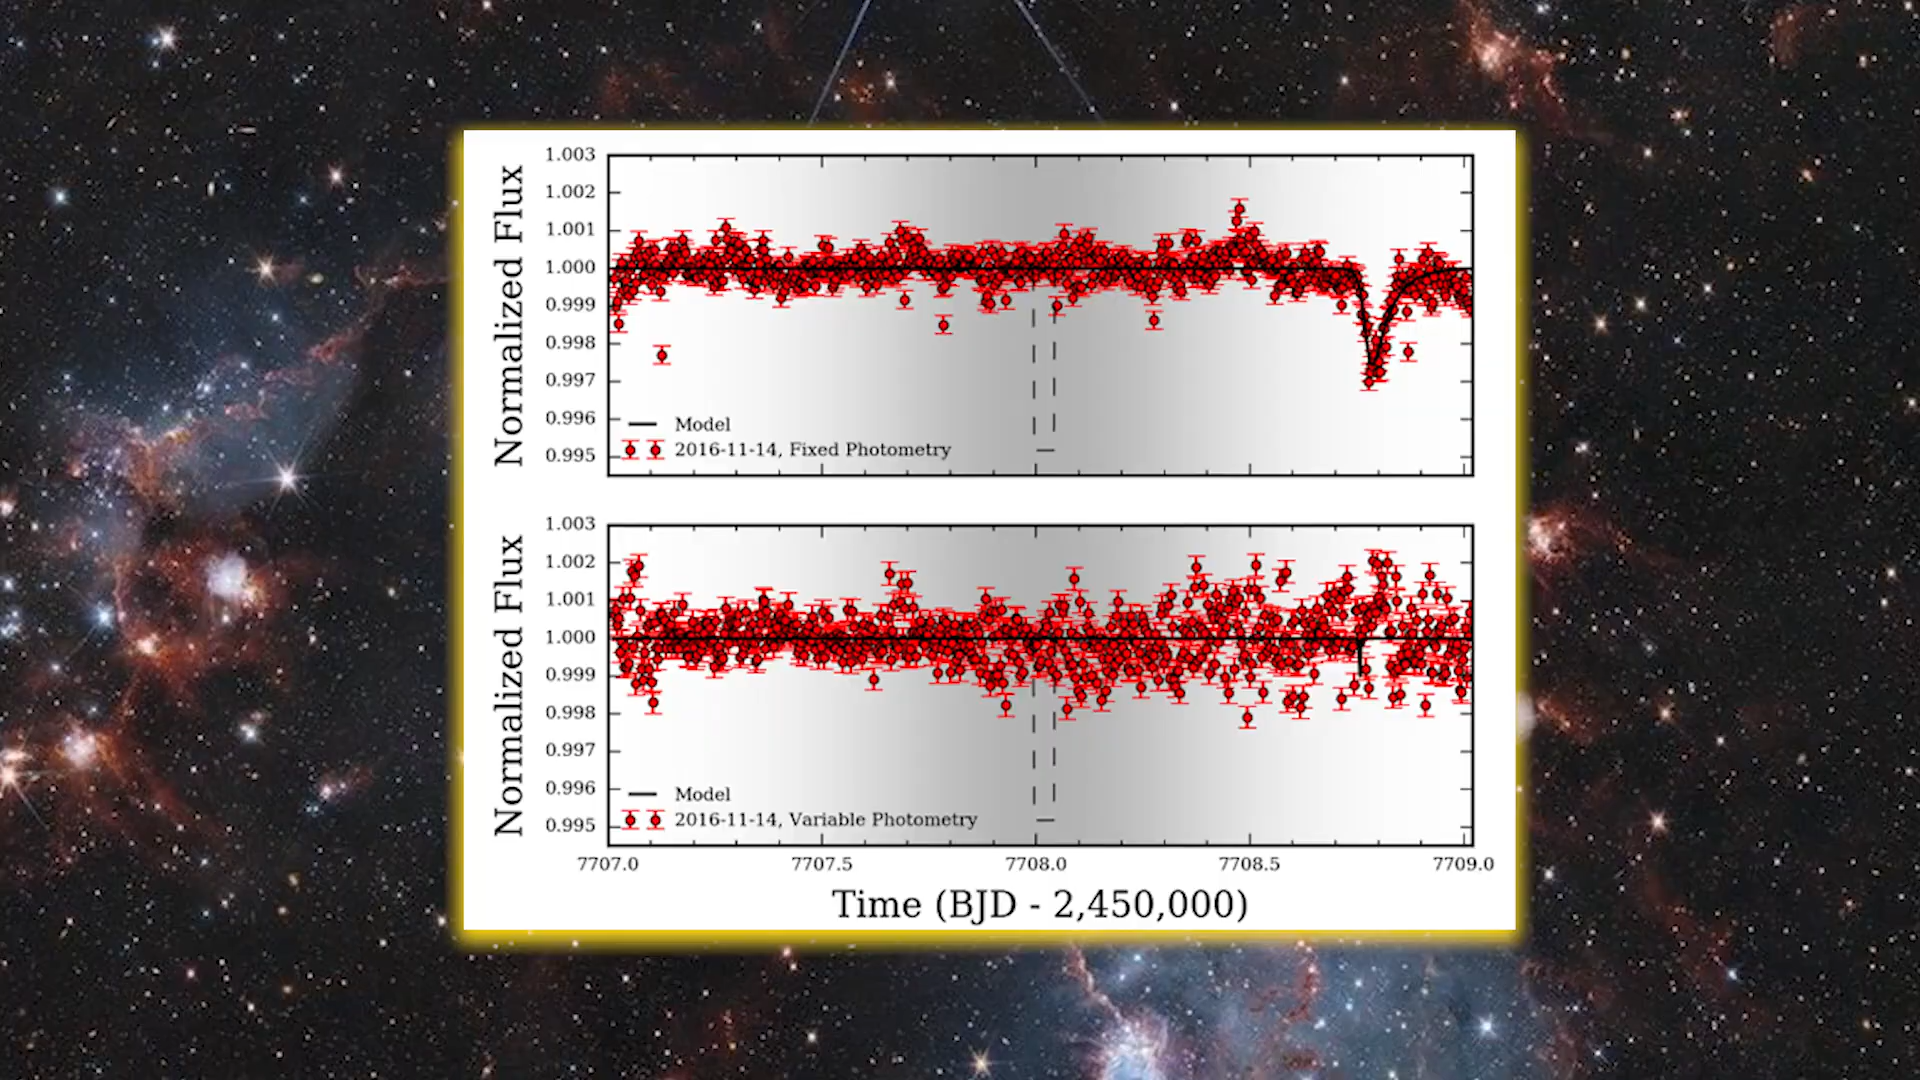 Normalized Flux
1.003
1.002
1.001
1.000
0.999
0.998
0.997
0.996
0.995
Model
2016-11-14, Fixed Photometry
Normalized Flux
1.003
1.002
1.001
1.000
0.999
0.998
0.997
0.996
0.995
Model
2016-11-14, Variable Photometry
7707.0 7707.5 7708.0 7708.5 7709.0
Time (BJD - 2,450,000)